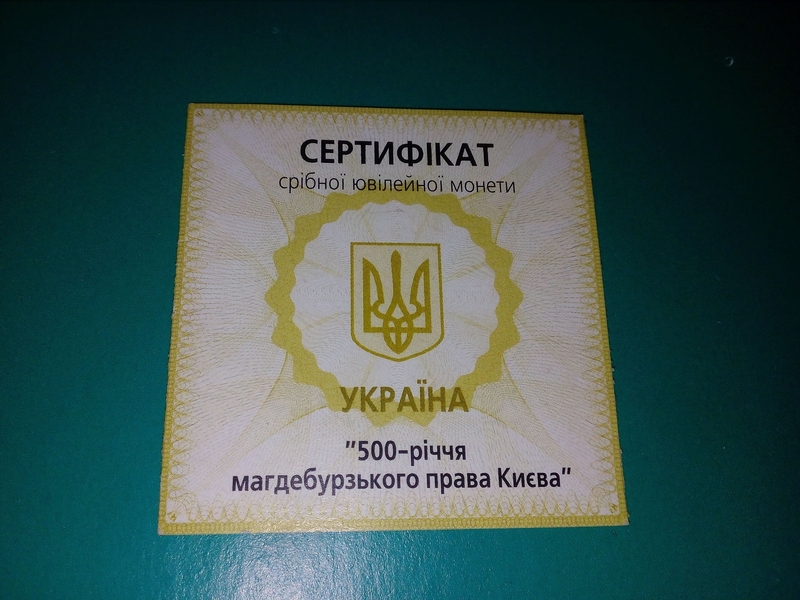 СЕРТИФІКАТ
срібної ювілейної монети
УКРАЇНА
"500-річчя
магдебурзького права Києва"